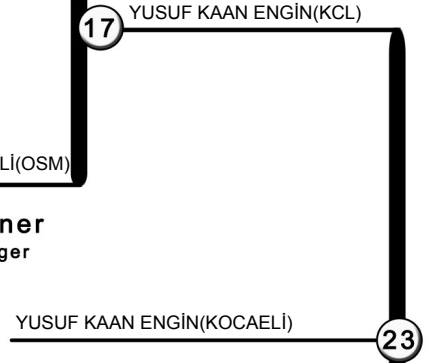 YUSUF KAAN ENGİN(KCL)
17
Lİ(OSM)
ner
ger
YUSUF KAAN ENGİN(KOCAELİ)
23